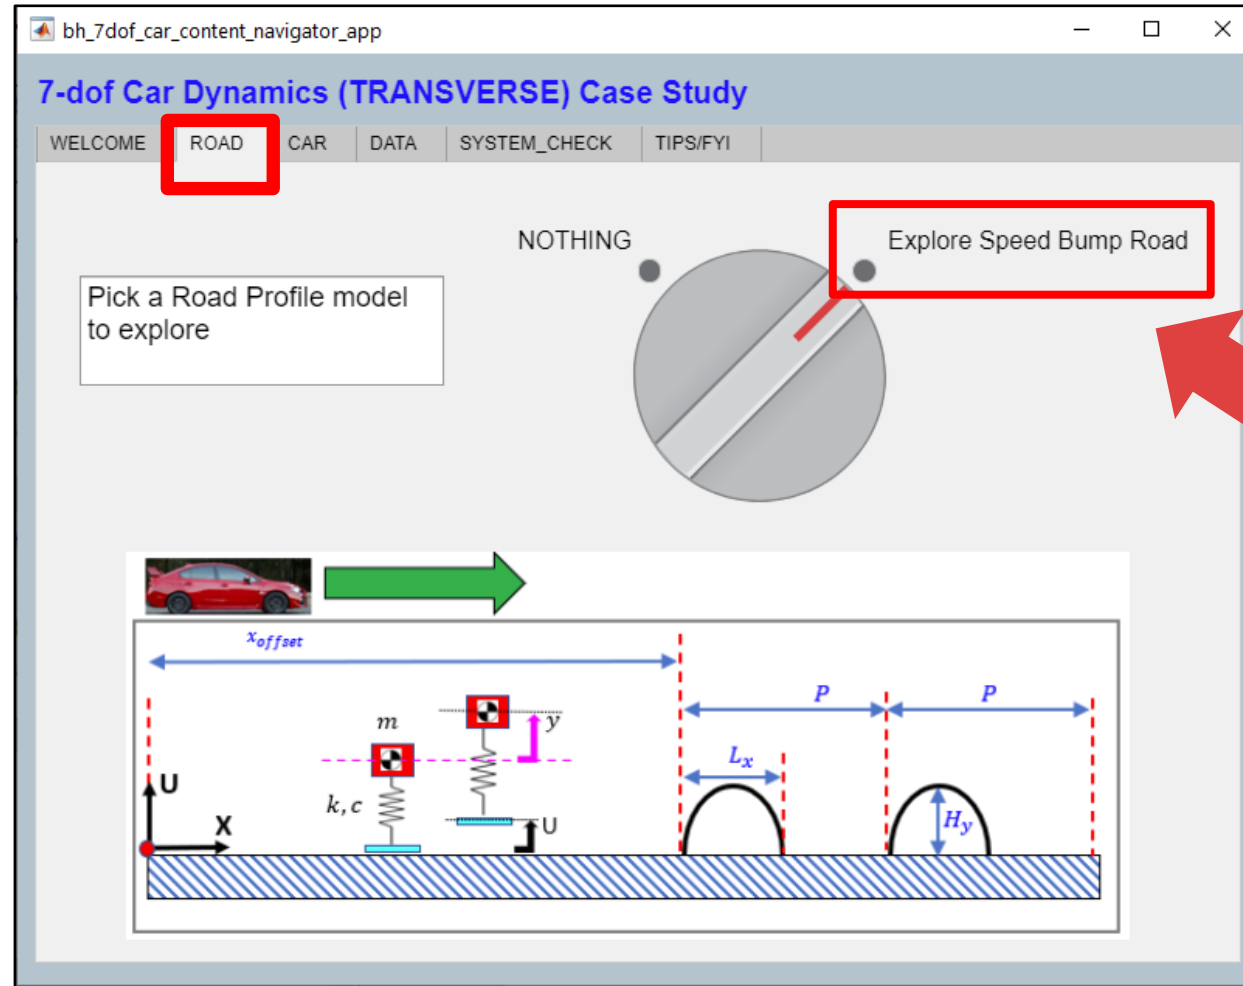 bh_7dof_car_content_navigator_app
7-dof Car Dynamics (TRANSVERSE) Case Study
WELCOME ROAD CAR DATA SYSTEM_CHECK TIPS/FYI
NOTHING Explore Speed Bump Road
Pick a Road Profile model
to explore
x_offset
P P
m y
L_x
U
k, c H_y
X U